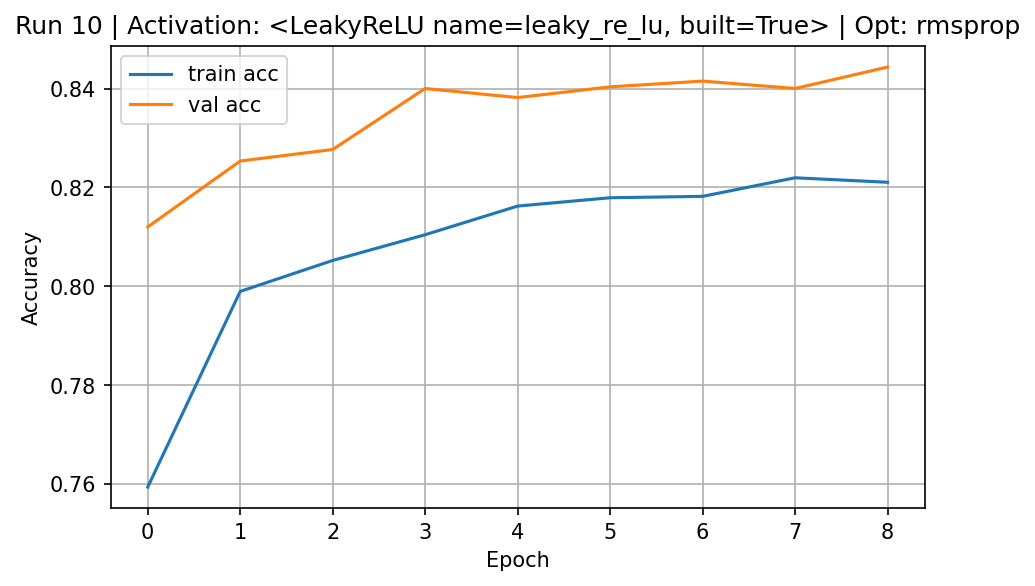 Run 10 | Activation: <LeakyReLU name=leaky_re_lu, built=True> | Opt: rmsprop
train acc
val acc
0.84
0.82
0.80
0.78
0.76
Accuracy
0 1 2 3 4 5 6 7 8
Epoch